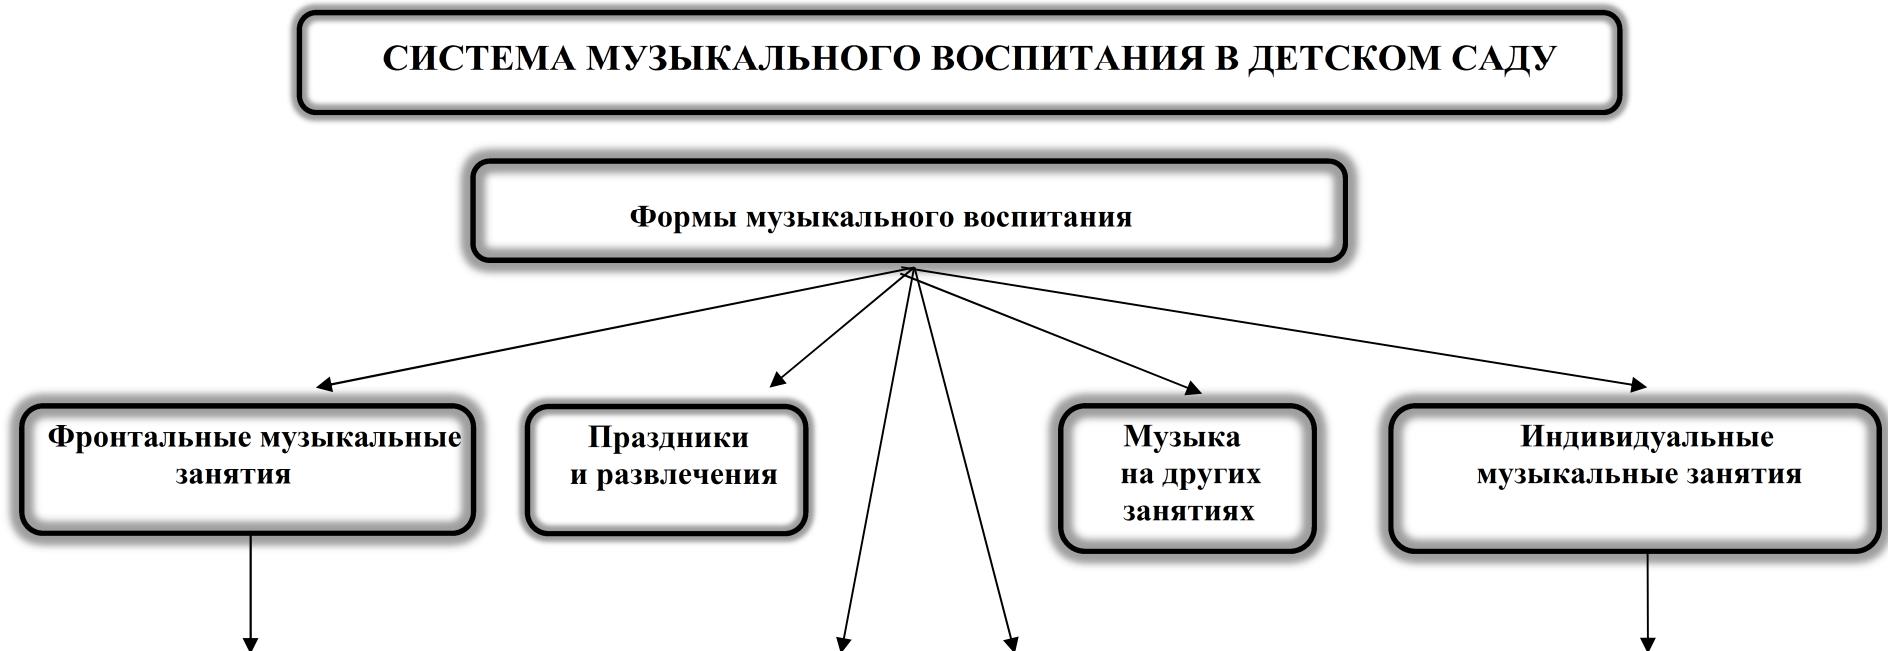 СИСТЕМА МУЗЫКАЛЬНОГО ВОСПИТАНИЯ В ДЕТСКОМ САДУ
Формы музыкального воспитания
Фронтальные музыкальные
занятия
Праздники
и развлечения
Музыка
на других
занятиях
Индивидуальные
музыкальные занятия